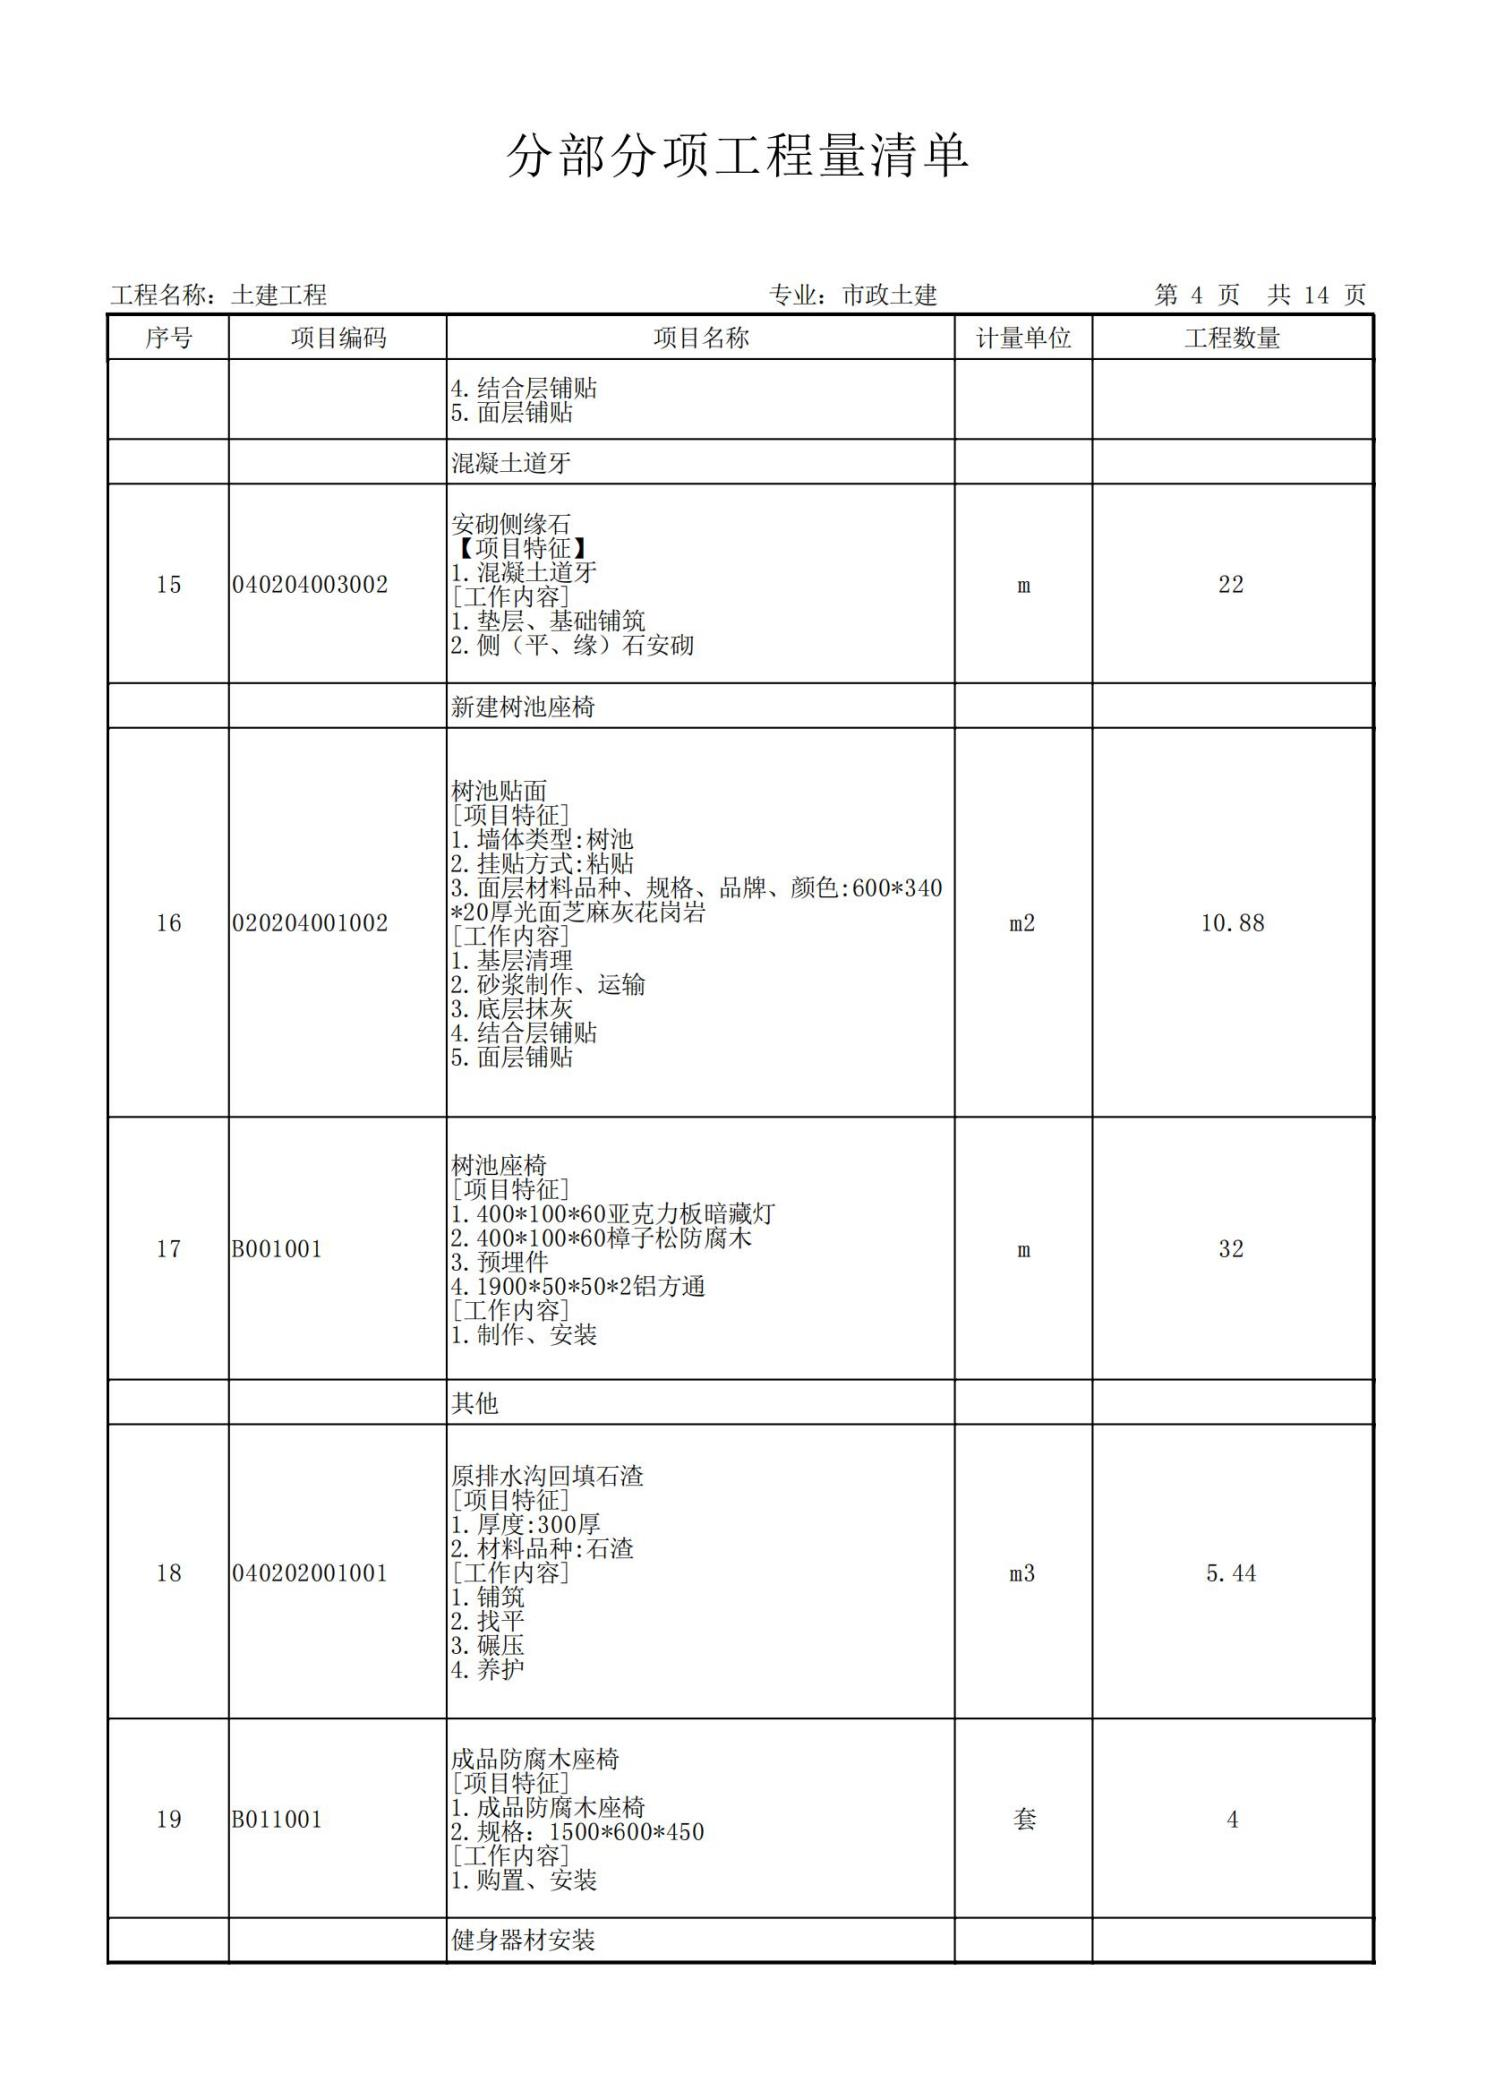 分部分项工程量清单
工程名称：土建工程 专业：市政土建 第 4 页 共 14 页
序号 项目编码 项目名称 计量单位 工程数量
4.结合层铺贴
5.面层铺贴
混凝土道牙
安砌侧缘石
【项目特征】
1.混凝土道牙
15 040204003002 m 22
[工作内容]
1.垫层、基础铺筑
2.侧（平、缘）石安砌
新建树池座椅
树池贴面
[项目特征]
1.墙体类型:树池
2.挂贴方式:粘贴
3.面层材料品种、规格、品牌、颜色:600*340
*20厚光面芝麻灰花岗岩
16 020204001002 m2 10.88
[工作内容]
1.基层清理
2.砂浆制作、运输
3.底层抹灰
4.结合层铺贴
5.面层铺贴
树池座椅
[项目特征]
1.400*100*60亚克力板暗藏灯
2.400*100*60樟子松防腐木
17 B001001 m 32
3.预埋件
4.1900*50*50*2铝方通
[工作内容]
1.制作、安装
其他
原排水沟回填石渣
[项目特征]
1.厚度:300厚
2.材料品种:石渣
18 040202001001 [工作内容] m3 5.44
1.铺筑
2.找平
3.碾压
4.养护
成品防腐木座椅
[项目特征]
1.成品防腐木座椅
19 B011001 套 4
2.规格：1500*600*450
[工作内容]
1.购置、安装
健身器材安装